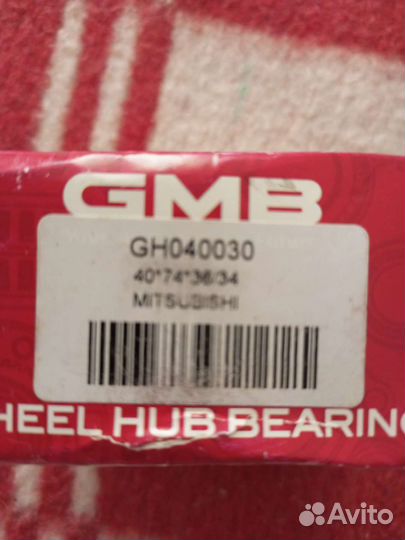 GMB
GH040030
40*74*36/34
MITSUBISHI
HEEL HUB BEARING
Avito